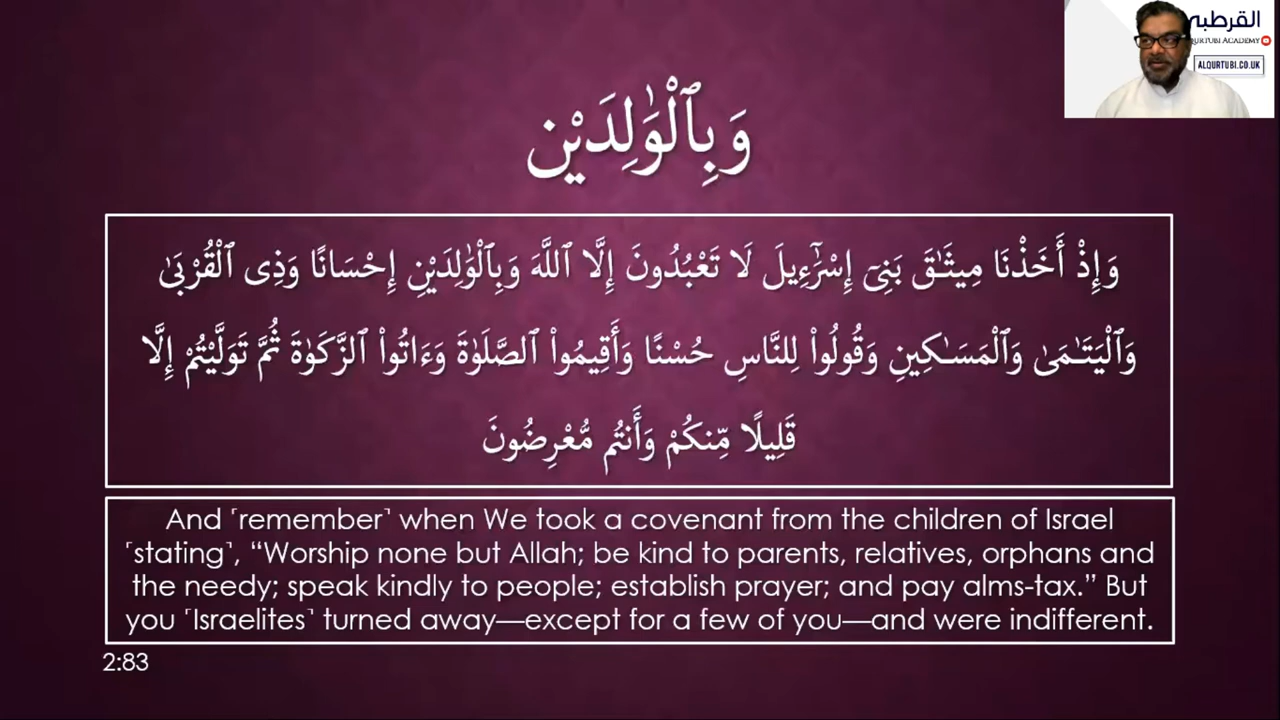 القرطبي
QURTUBI ACADEMY
ALQURTUBI.CO.UK
وَبِٱلْوَٰلِدَيْنِ
وَإِذْ أَخَذْنَا مِيثَـٰقَ بَنِىٓ إِسْرَٰٓءِيلَ لَا تَعْبُدُونَ إِلَّا ٱللَّهَ وَبِٱلْوَٰلِدَيْنِ إِحْسَانًا وَذِى ٱلْقُرْبَىٰ
وَٱلْيَتَـٰمَىٰ وَٱلْمَسَـٰكِينِ وَقُولُوا۟ لِلنَّاسِ حُسْنًا وَأَقِيمُوا۟ ٱلصَّلَوٰةَ وَءَاتُوا۟ ٱلزَّكَوٰةَ ثُمَّ تَوَلَّيْتُمْ إِلَّا
قَلِيلًا مِّنكُمْ وَأَنتُم مُّعْرِضُونَ
And ˹remember˺ when We took a covenant from the children of Israel
˹stating˺, “Worship none but Allah; be kind to parents, relatives, orphans and
the needy; speak kindly to people; establish prayer; and pay alms-tax.” But
you ˹Israelites˺ turned away—except for a few of you—and were indifferent.
2:83